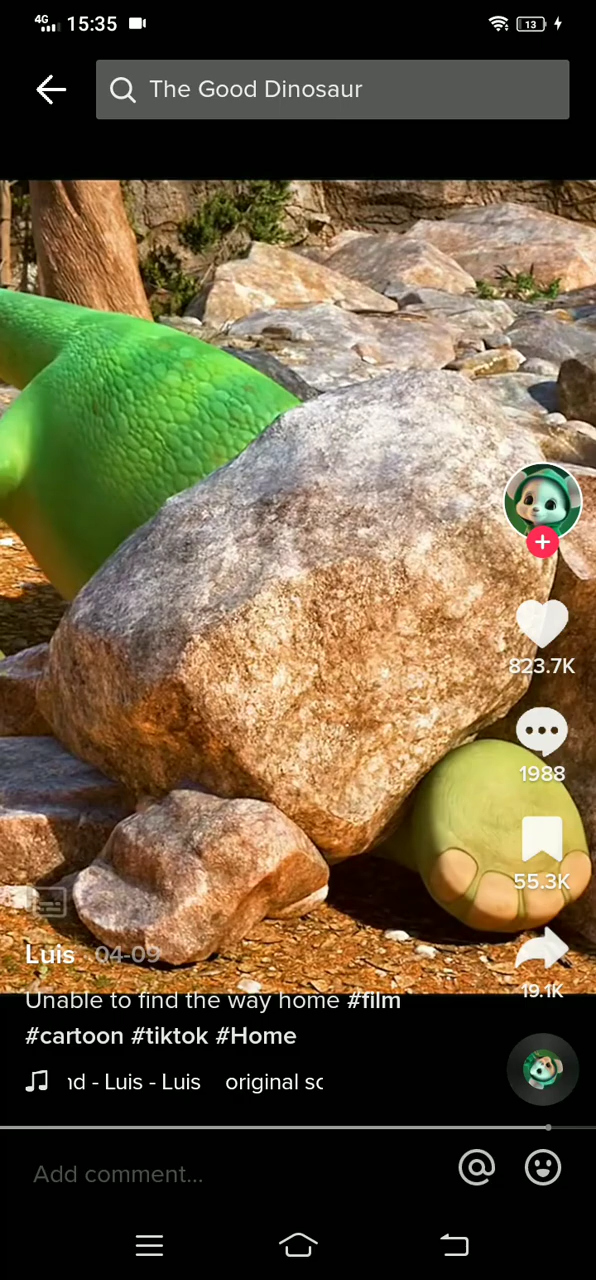 4G 15:35 13
The Good Dinosaur
823.7K
1988
55.3K
Luis · 04-09
19.1K
Unable to find the way home #film
#cartoon #tiktok #Home
nd - Luis - Luis original sc
Add comment...